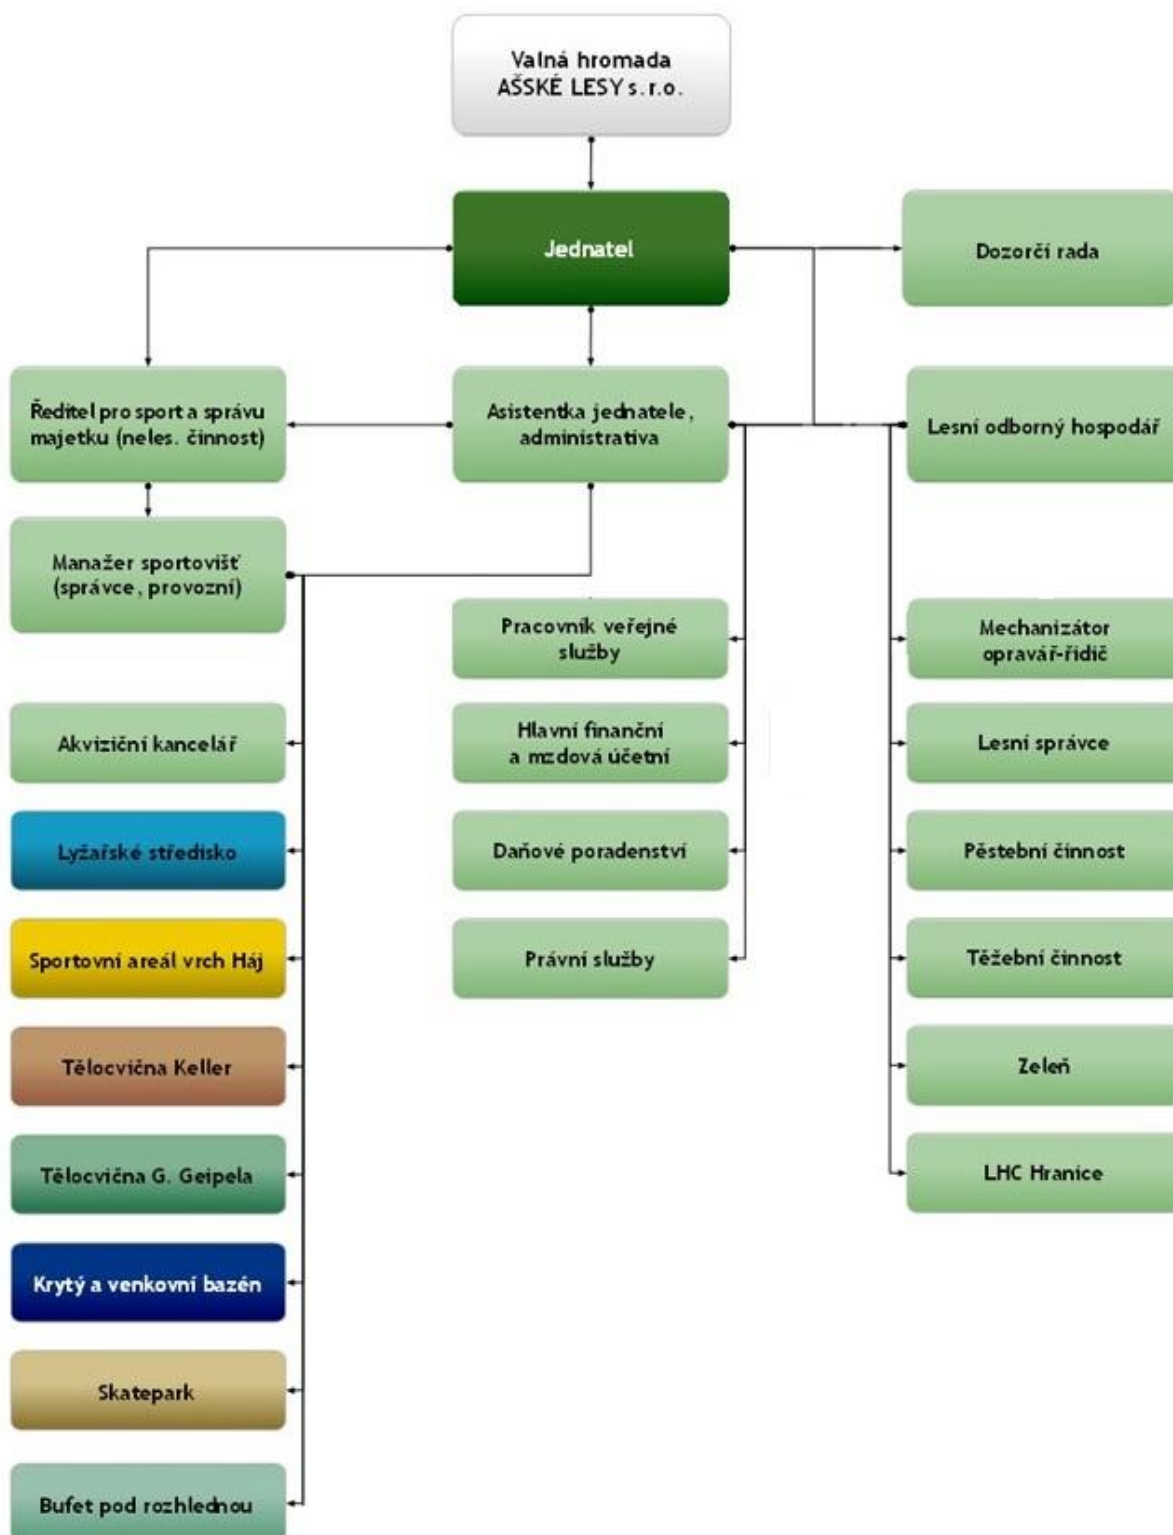 Valná hromada
AŠSKÉ LESY s.r.o.
Jednatel
Dozorčí rada
Ředitel pro sport a správu
majetku (neles. činnost)
Asistentka jednatele,
administrativa
Lesní odborný hospodář
Manažer sportovišť
(správce, provozní)
Pracovník veřejné
služby
Mechanizátor
opravář-řidič
Akviziční kancelář
Hlavní finanční
a mzdová účetní
Lesní správce
Lyžařské středisko
Daňové poradenství
Pěstební činnost
Sportovní areál vrch Háj
Právní služby
Těžební činnost
Tělocvična Keller
Zeleň
Tělocvična G. Geipela
LHC Hranice
Krytý a venkovní bazén
Skatepark
Bufet pod rozhlednou